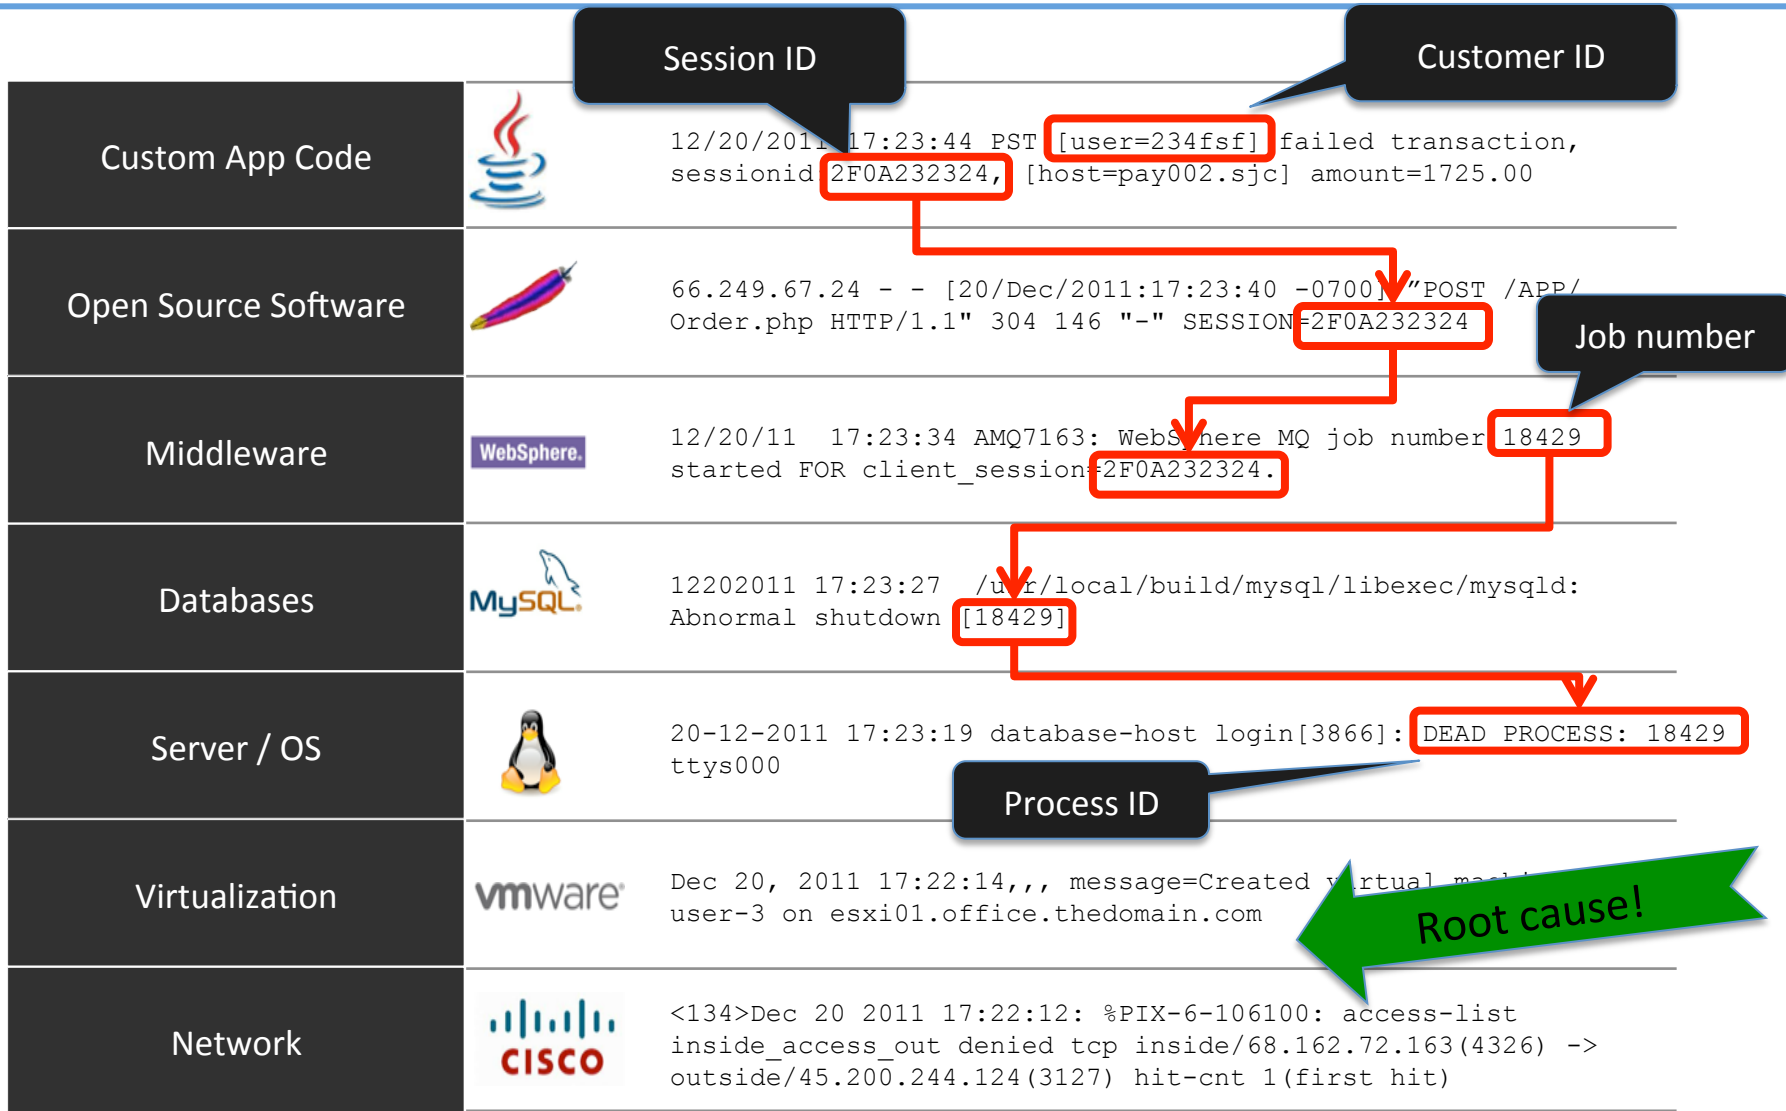 Session ID
Customer ID
Custom App Code
12/20/2011 17:23:44 PST [user=234fsf] failed transaction,
sessionid 2F0A232324, [host=pay002.sjc] amount=1725.00
Open Source Software
66.249.67.24 - - [20/Dec/2011:17:23:40 -0700] "POST /APP/
Order.php HTTP/1.1" 304 146 "-" SESSION=2F0A232324
Job number
Middleware
WebSphere.
12/20/11 17:23:34 AMQ7163: WebSphere MQ job number 18429
started FOR client_session=2F0A232324.
Databases
MySQL.
12202011 17:23:27 /usr/local/build/mysql/libexec/mysqld:
Abnormal shutdown [18429]
Server / OS
20-12-2011 17:23:19 database-host login[3866]: DEAD PROCESS: 18429
ttys000
Process ID
Virtualization
vmware
Dec 20, 2011 17:22:14,,, message=Created virtual
user-3 on esxi01.office.thedomain.com
Root cause!
Network
CISCO
<134>Dec 20 2011 17:22:12: %PIX-6-106100: access-list
inside_access_out denied tcp inside/68.162.72.163(4326) ->
outside/45.200.244.124(3127) hit-cnt 1(first hit)